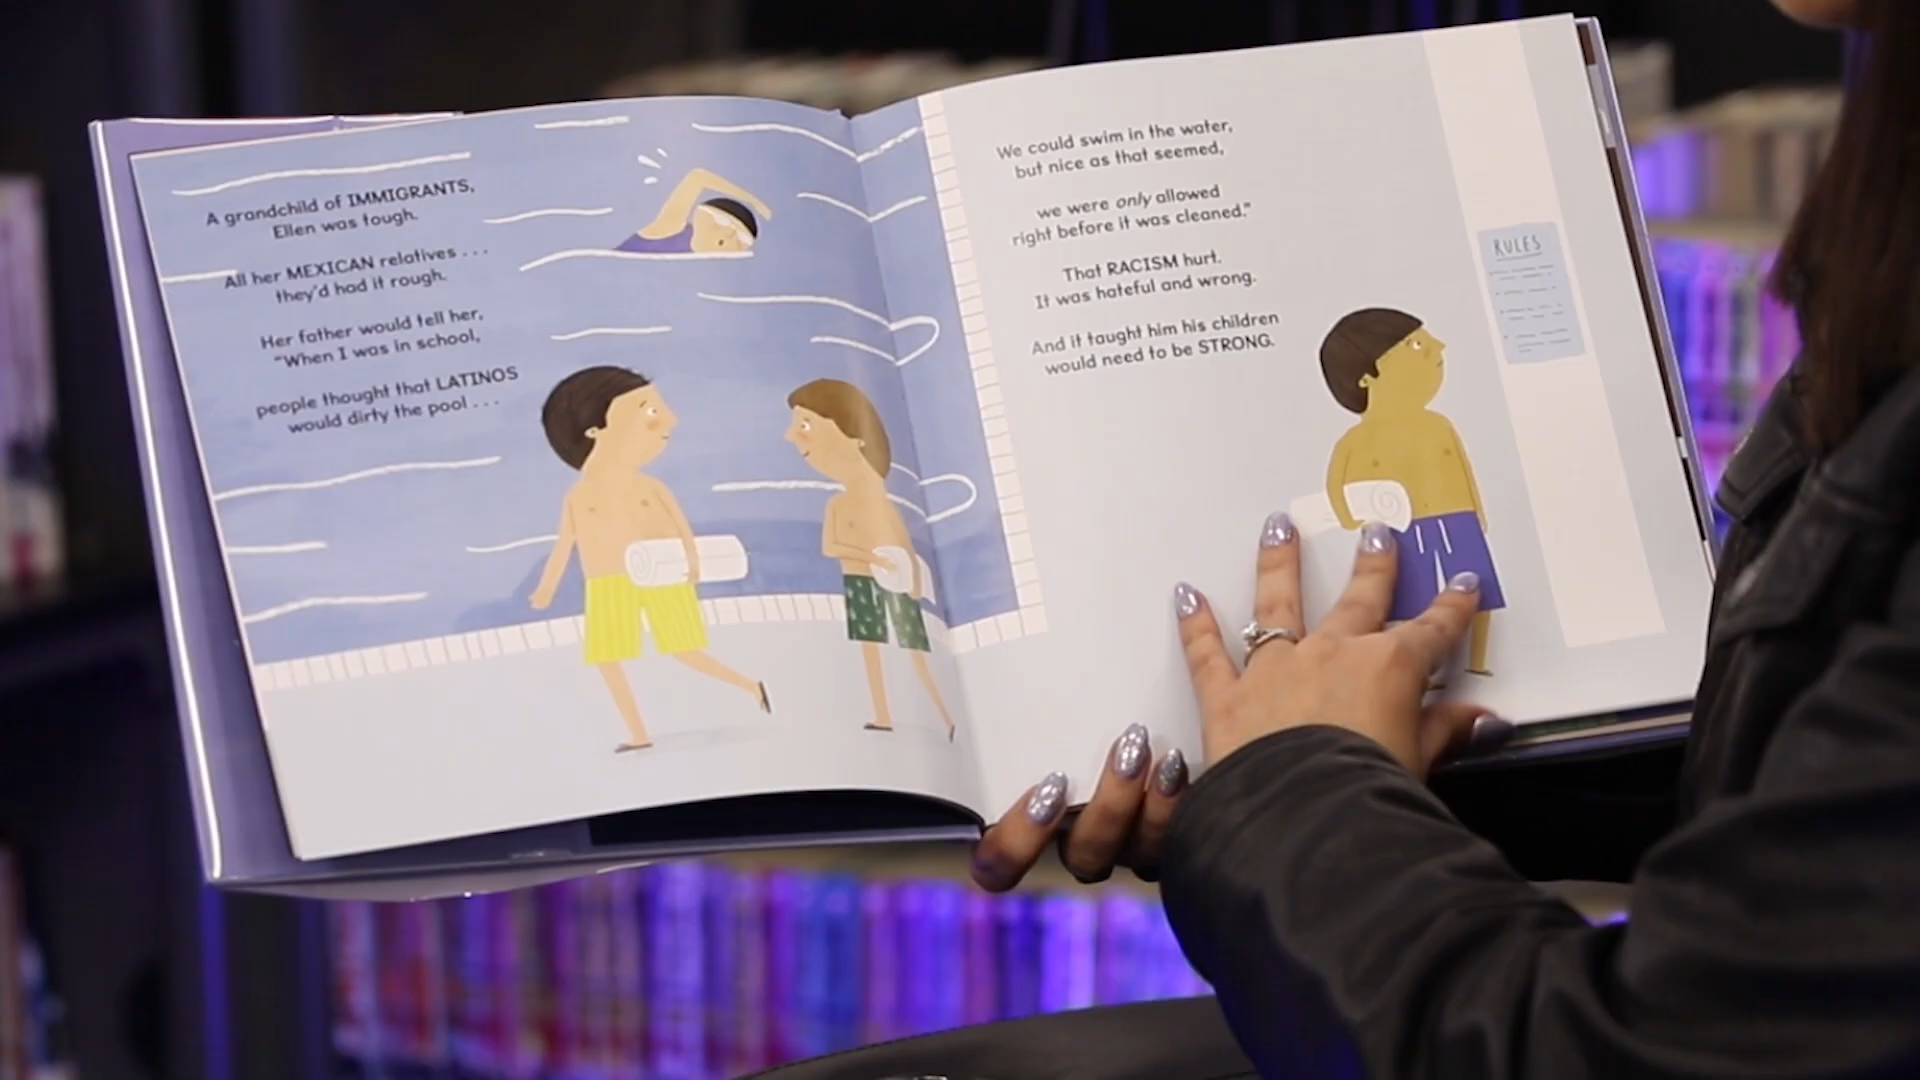 A grandchild of IMMIGRANTS,
Ellen was tough.
All her MEXICAN relatives . . .
they'd had it rough.
Her father would tell her,
“When I was in school,
people thought that LATINOS
would dirty the pool . . .
We could swim in the water,
but nice as that seemed,
we were only allowed
right before it was cleaned.”
That RACISM hurt.
It was hateful and wrong.
And it taught him his children
would need to be STRONG.
RULES